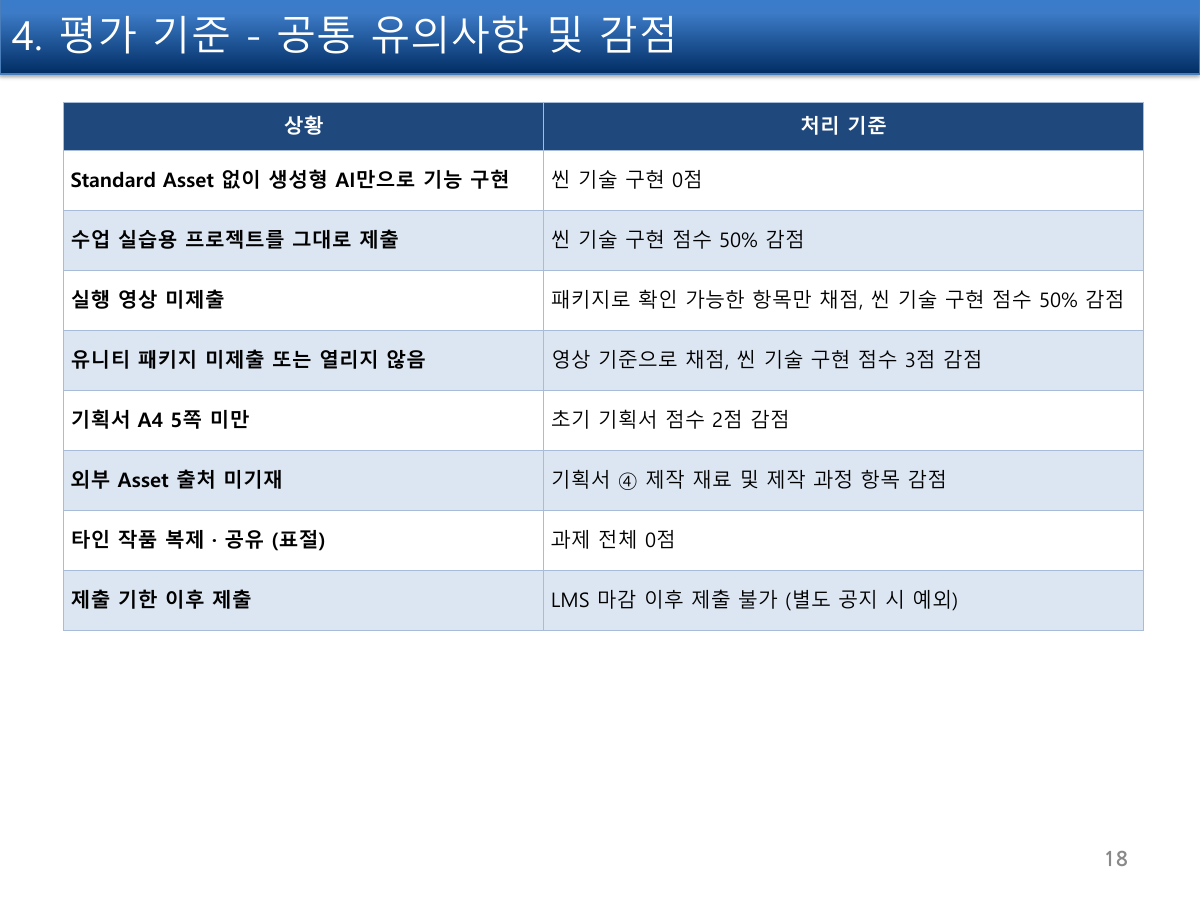 4. 평가 기준 - 공통 유의사항 및 감점
상황
처리 기준
Standard Asset 없이 생성형 AI만으로 기능 구현
씬 기술 구현 0점
수업 실습용 프로젝트를 그대로 제출
씬 기술 구현 점수 50% 감점
실행 영상 미제출
패키지로 확인 가능한 항목만 채점, 씬 기술 구현 점수 50% 감점
유니티 패키지 미제출 또는 열리지 않음
영상 기준으로 채점, 씬 기술 구현 점수 3점 감점
기획서 A4 5쪽 미만
초기 기획서 점수 2점 감점
외부 Asset 출처 미기재
기획서 ④ 제작 재료 및 제작 과정 항목 감점
타인 작품 복제 · 공유 (표절)
과제 전체 0점
제출 기한 이후 제출
LMS 마감 이후 제출 불가 (별도 공지 시 예외)
18